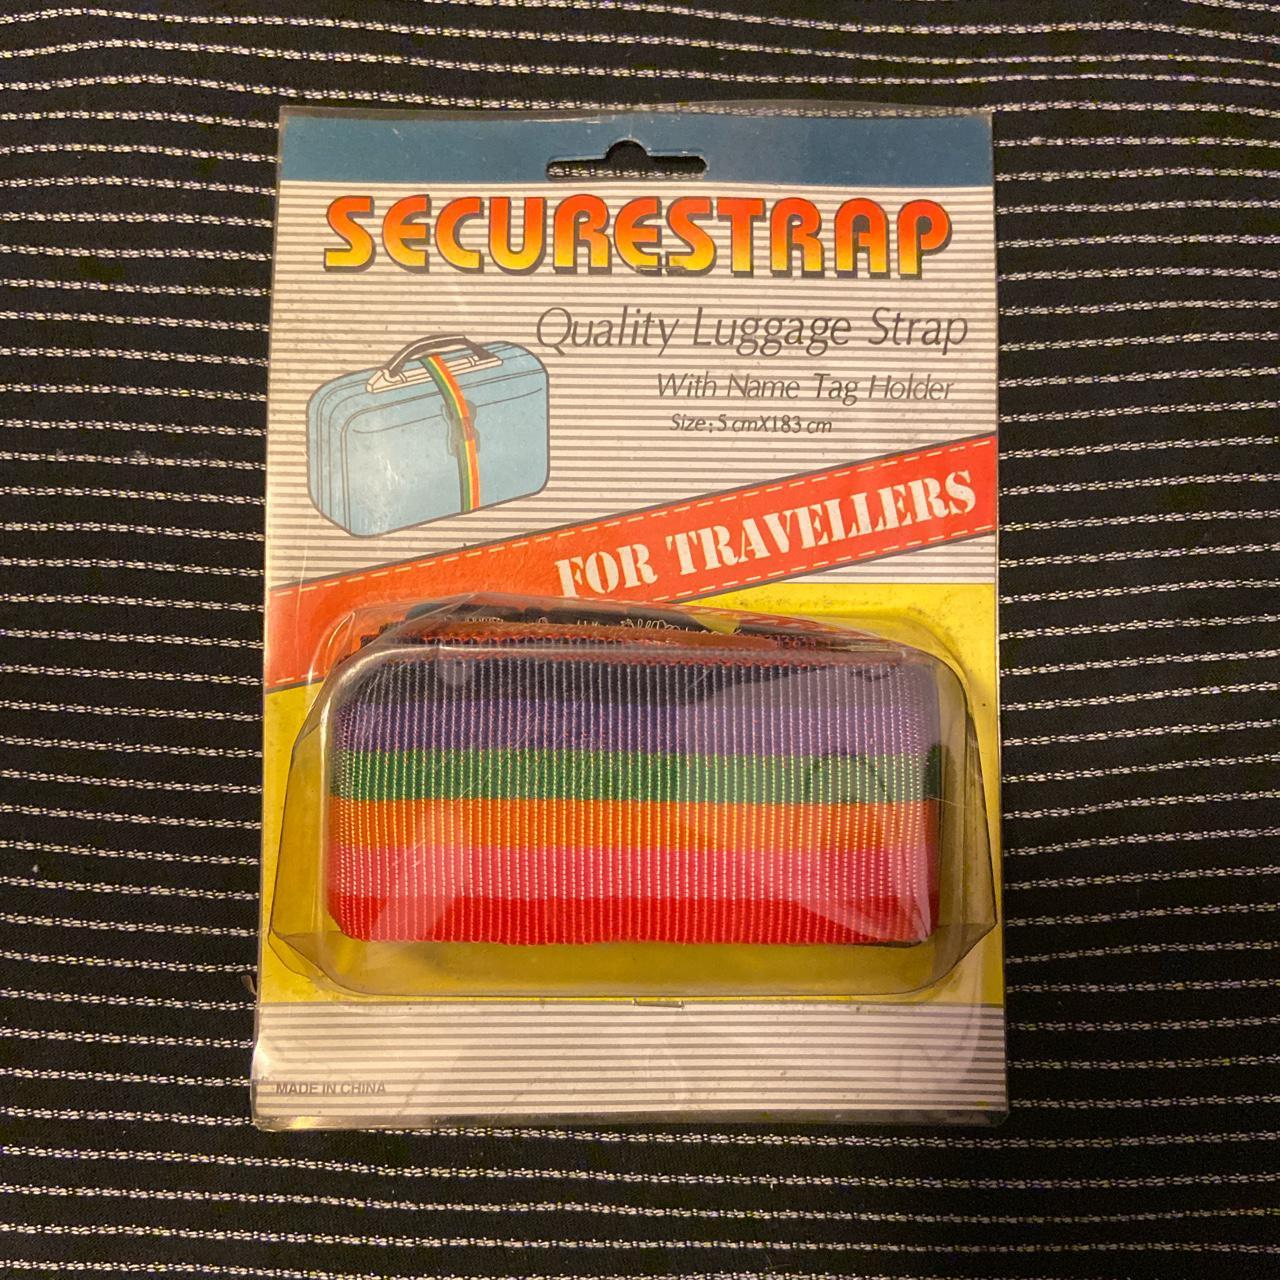 SECURESTRAP
Quality Luggage Strap
With Name Tag Holder
Size: 5 cmX183 cm
FOR TRAVELLERS
MADE IN CHINA